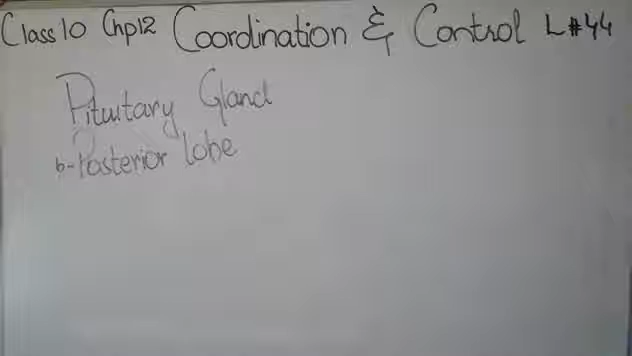 Class 10 Chp12 Coordination & Control L#44
Pituitary Gland
b-Posterior lobe